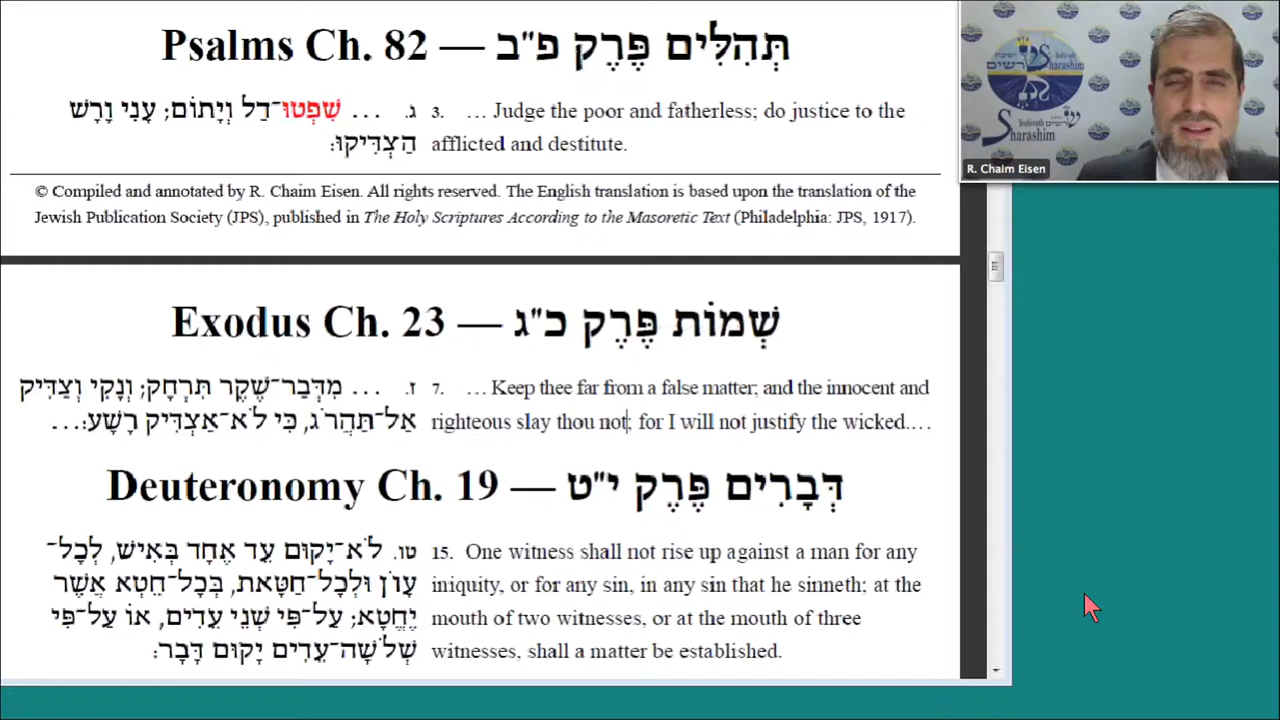 Psalms Ch. 82 — תְּהִלִּים פֶּרֶק פ"ב
ג. ... שִׁפְטוּ־דַל וְיָתוֹם; עָנִי וָרָשׁ
הַצְדִּיקוּ:
3. … Judge the poor and fatherless; do justice to the
afflicted and destitute.
© Compiled and annotated by R. Chaim Eisen. All rights reserved. The English translation is based upon the translation of the
Jewish Publication Society (JPS), published in The Holy Scriptures According to the Masoretic Text (Philadelphia: JPS, 1917).
Exodus Ch. 23 — שְׁמוֹת פֶּרֶק כ"ג
ז. ... מִדְּבַר־שֶׁקֶר תִּרְחָק; וְנָקִי וְצַדִּיק
אַל־תַּהֲרֹג, כִּי לֹא־אַצְדִּיק רָשָׁע:...
7. … Keep thee far from a false matter; and the innocent and
righteous slay thou not; for I will not justify the wicked.…
Deuteronomy Ch. 19 — דְּבָרִים פֶּרֶק י"ט
טו. לֹא־יָקוּם עֵד אֶחָד בְּאִישׁ, לְכָל־
עָוֹן וּלְכָל־חַטָּאת, בְּכָל־חֵטְא אֲשֶׁר
יֶחֱטָא; עַל־פִּי שְׁנֵי עֵדִים, אוֹ עַל־פִּי
שְׁלֹשָׁה־עֵדִים יָקוּם דָּבָר:
15. One witness shall not rise up against a man for any
iniquity, or for any sin, in any sin that he sinneth; at the
mouth of two witnesses, or at the mouth of three
witnesses, shall a matter be established.
Yeshivath
Sharashim
שרשים
R. Chaim Eisen